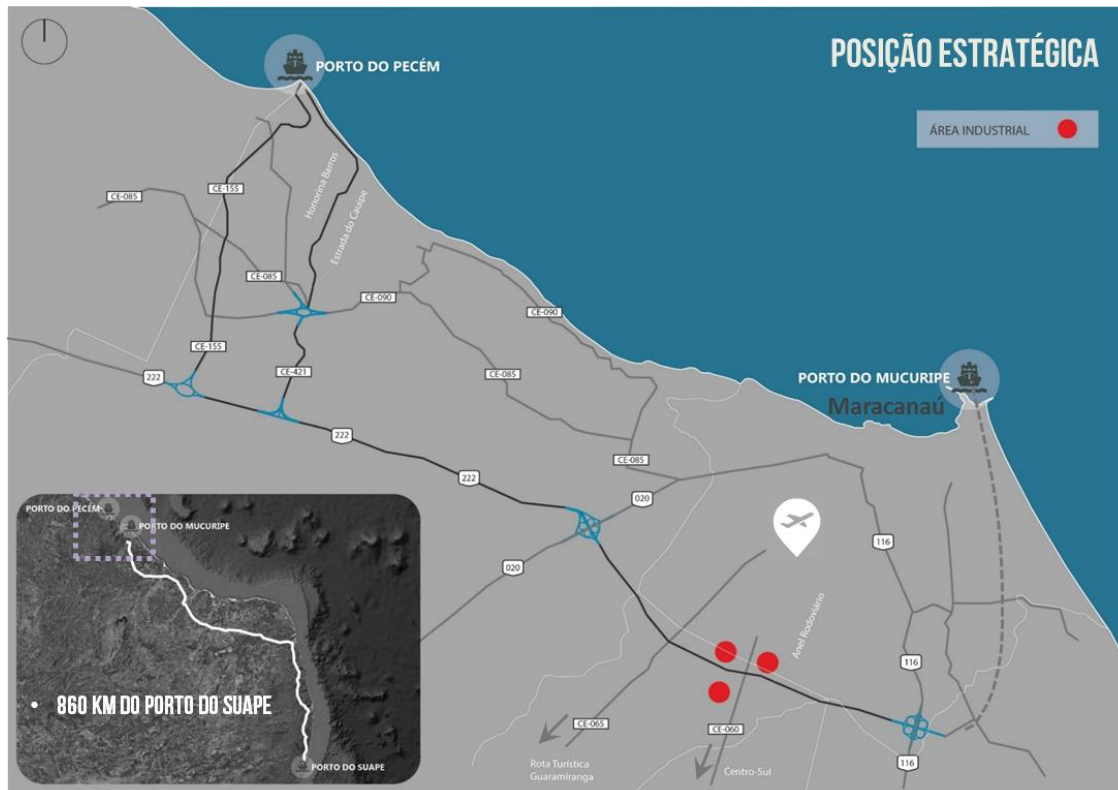 POSIÇÃO ESTRATÉGICA
PORTO DO PECÉM
ÁREA INDUSTRIAL
CE-155
CE-085
Honorina Barros
Estrada do Cauípe
CE-085
CE-090
CE-090
CE-155
CE-421
222
CE-085
PORTO DO MUCURIPE
Maracanaú
222
222
CE-085
020
020
116
Anel Rodoviário
116
CE-065
CE-060
116
Rota Turística
Guaramiranga
Centro-Sul
PORTO DO PECÉM
PORTO DO MUCURIPE
• 860 KM DO PORTO DO SUAPE
PORTO DO SUAPE